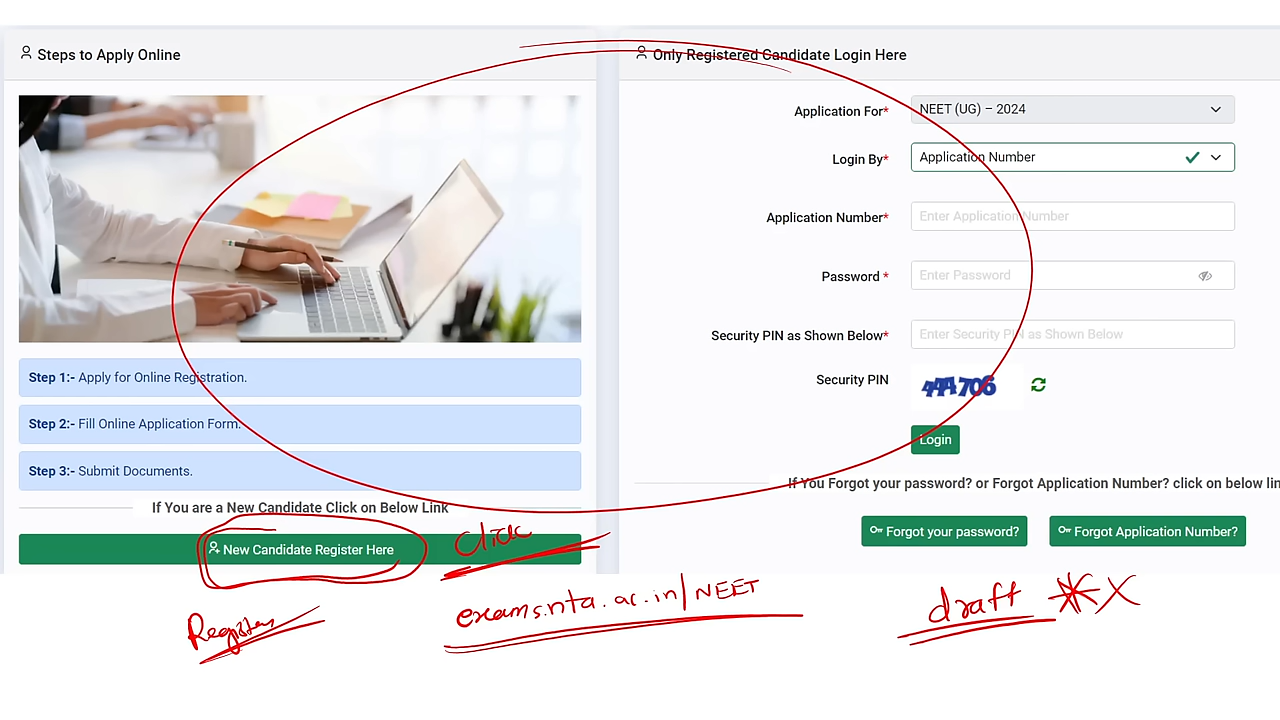 Steps to Apply Online
Step 1:- Apply for Online Registration.
Step 2:- Fill Online Application Form.
Step 3:- Submit Documents.
If You are a New Candidate Click on Below Link
New Candidate Register Here
Click
Register
exams.nta.ac.in/NEET
Only Registered Candidate Login Here
Application For* NEET (UG) – 2024
Login By* Application Number
Application Number* Enter Application Number
Password * Enter Password
Security PIN as Shown Below* Enter Security PIN as Shown Below
Security PIN
Login
If You Forgot your password? or Forgot Application Number? click on below lin
Forgot your password? Forgot Application Number?
draft